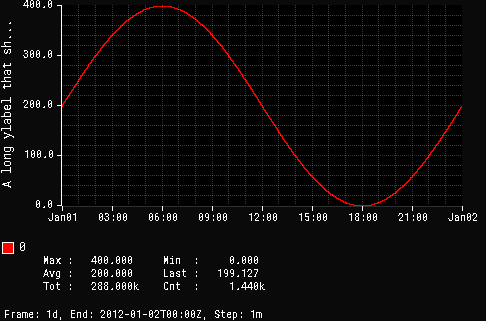 A long ylabel that sh...
400.0
300.0
200.0
100.0
0.0
Jan01 03:00 06:00 09:00 12:00 15:00 18:00 21:00 Jan02
0
Max : 400.000 Min : 0.000
Avg : 200.000 Last : 199.127
Tot : 288.000k Cnt : 1.440k
Frame: 1d, End: 2012-01-02T00:00Z, Step: 1m